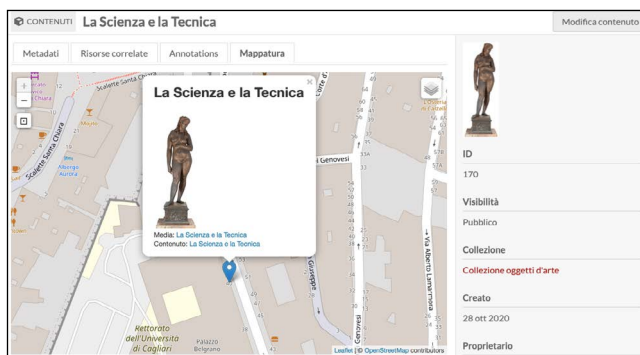 CONTENUTI La Scienza e la Tecnica
Modifica contenuto
Metadati
Risorse correlate
Annotations
Mappatura
La Scienza e la Tecnica
Media: La Scienza e la Tecnica
Contenuto: La Scienza e la Tecnica
Scalette Santa Chiara
Albergo
Aurora
i Genovesi
Via Alberto Lamarmora
Genovesi
Rettorato
dell'Università
di Cagliari
Palazzo
Belgrano
Leaflet | © OpenStreetMap contributors
ID
170
Visibilità
Pubblico
Collezione
Collezione oggetti d'arte
Creato
28 ott 2020
Proprietario